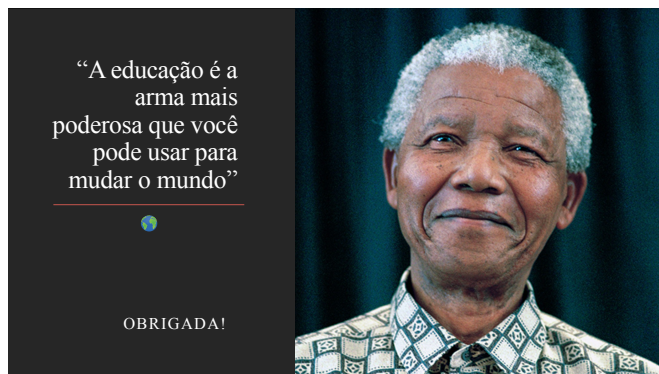 “A educação é a
arma mais
poderosa que você
pode usar para
mudar o mundo”
OBRIGADA!